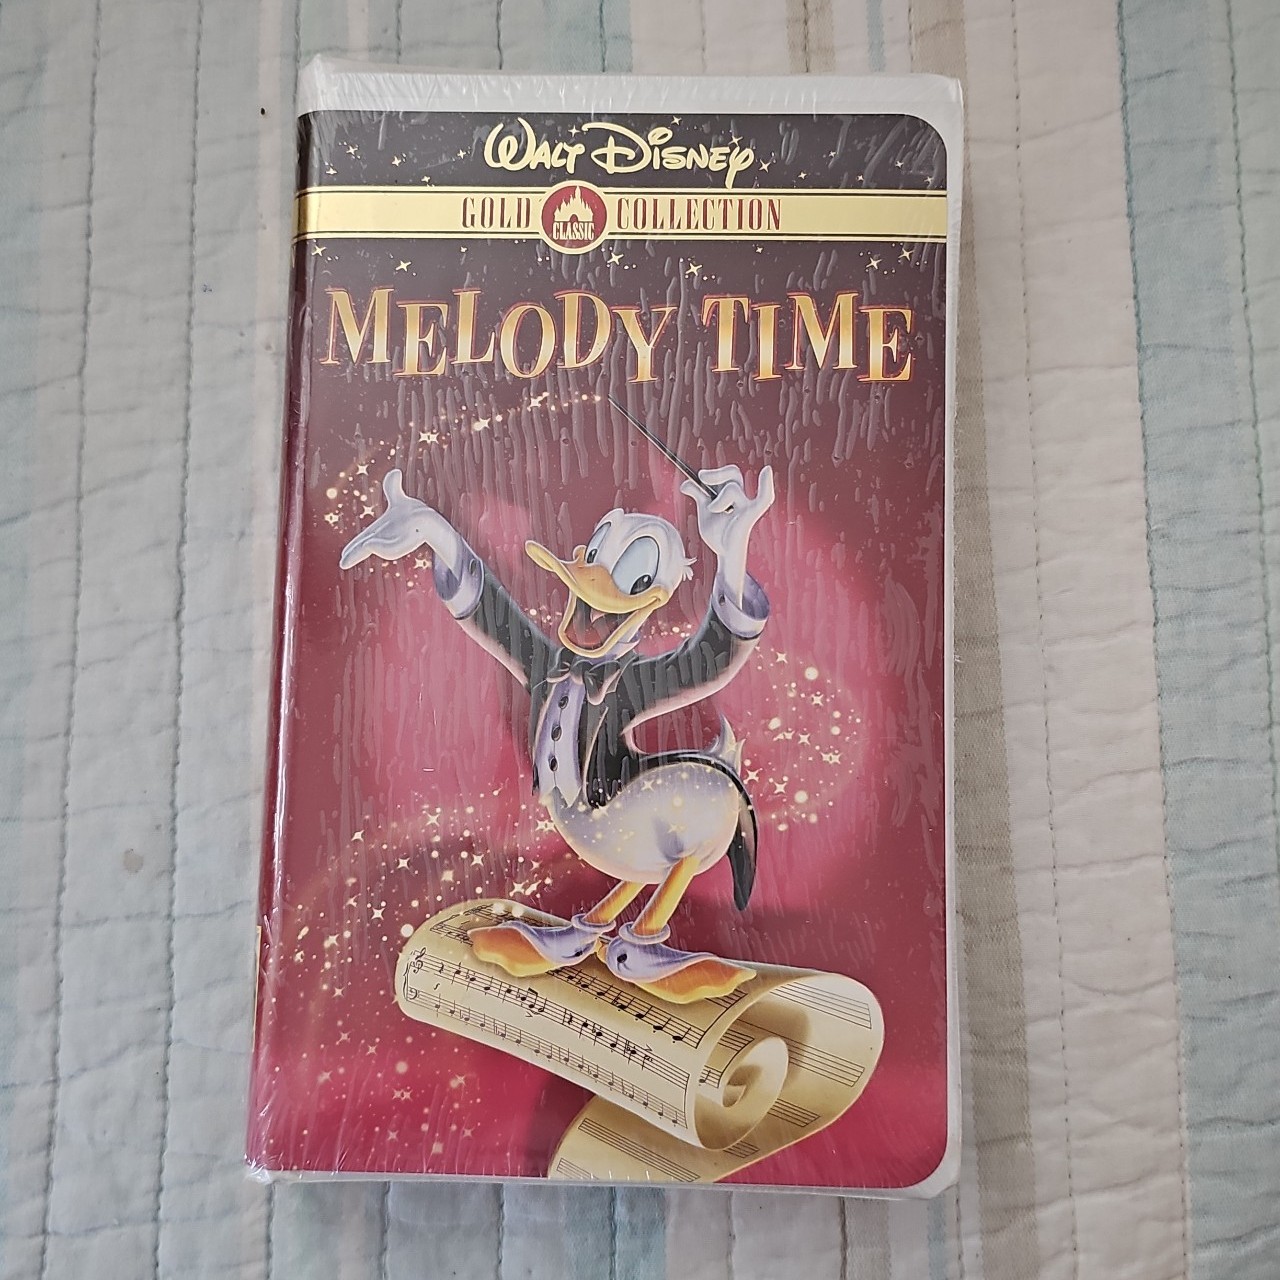 WALT DISNEY
GOLD CLASSIC COLLECTION
MELODY TIME